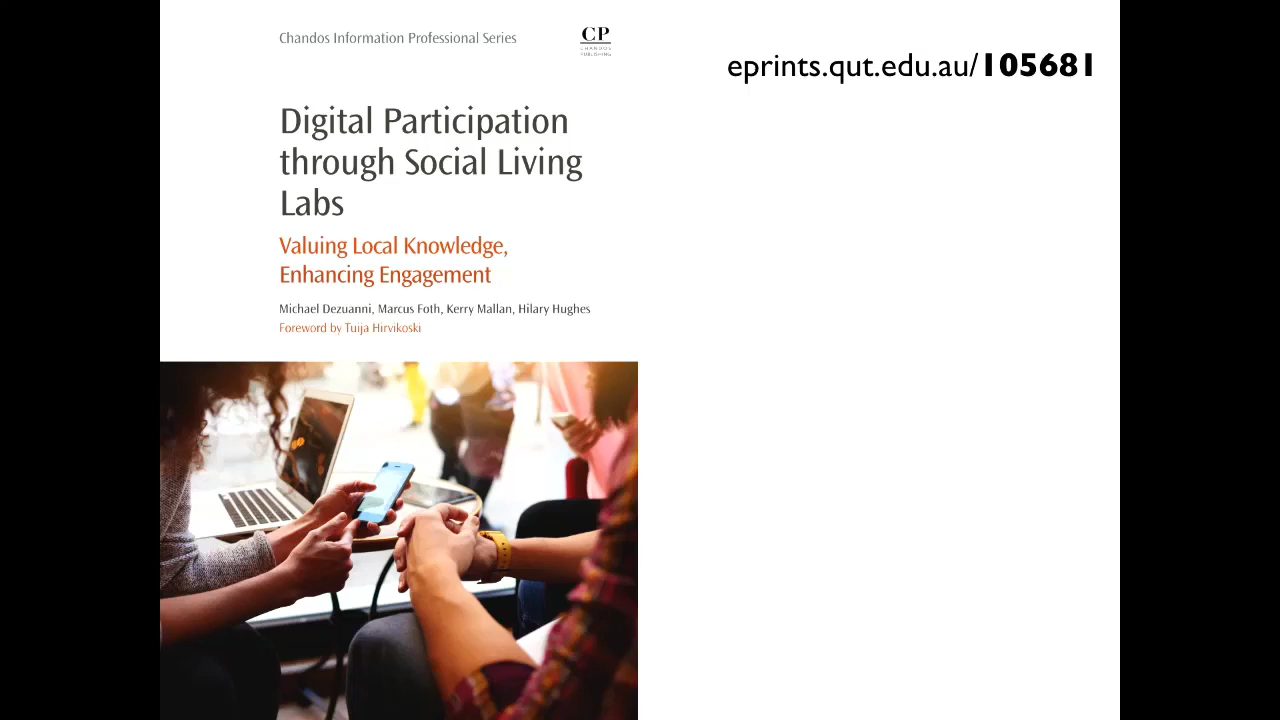 Chandos Information Professional Series
CP
CHANDOS
PUBLISHING
eprints.qut.edu.au/105681
Digital Participation
through Social Living
Labs
Valuing Local Knowledge,
Enhancing Engagement
Michael Dezuanni, Marcus Foth, Kerry Mallan, Hilary Hughes
Foreword by Tuija Hirvikoski